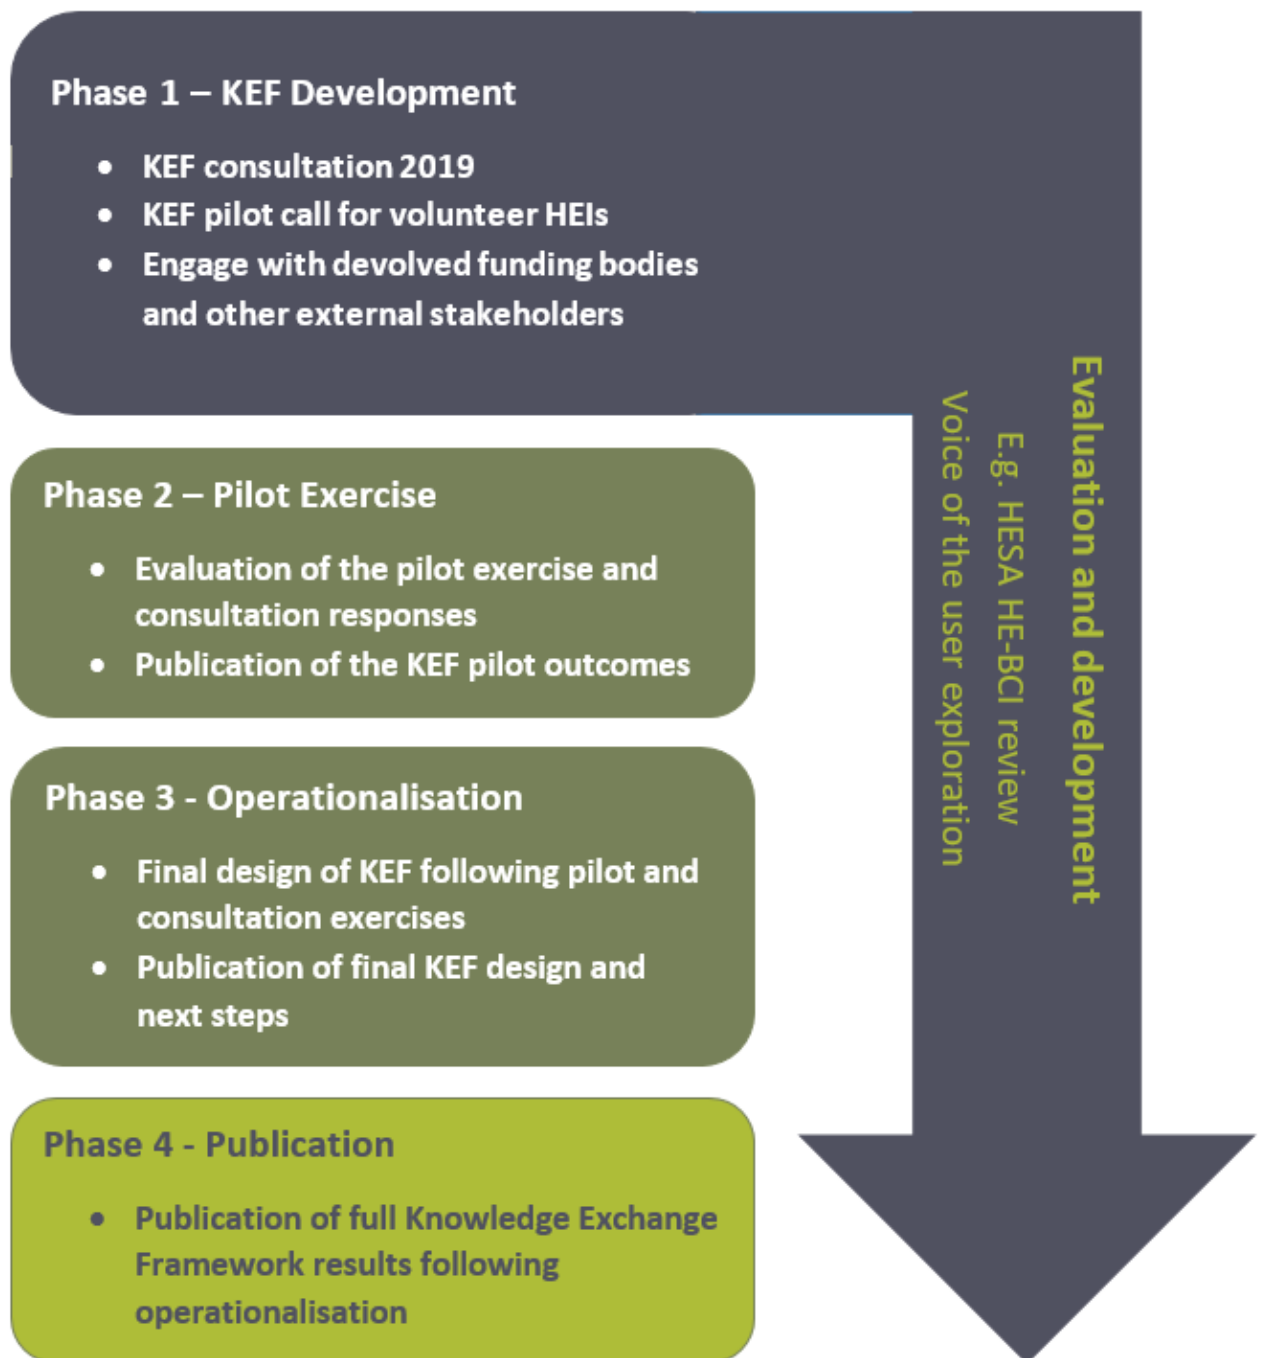 Phase 1 – KEF Development
• KEF consultation 2019
• KEF pilot call for volunteer HEIs
• Engage with devolved funding bodies
and other external stakeholders
Phase 2 – Pilot Exercise
• Evaluation of the pilot exercise and
consultation responses
• Publication of the KEF pilot outcomes
Phase 3 - Operationalisation
• Final design of KEF following pilot and
consultation exercises
• Publication of final KEF design and
next steps
Phase 4 - Publication
• Publication of full Knowledge Exchange
Framework results following
operationalisation
Evaluation and development
E.g. HESA HE-BCI review
Voice of the user exploration